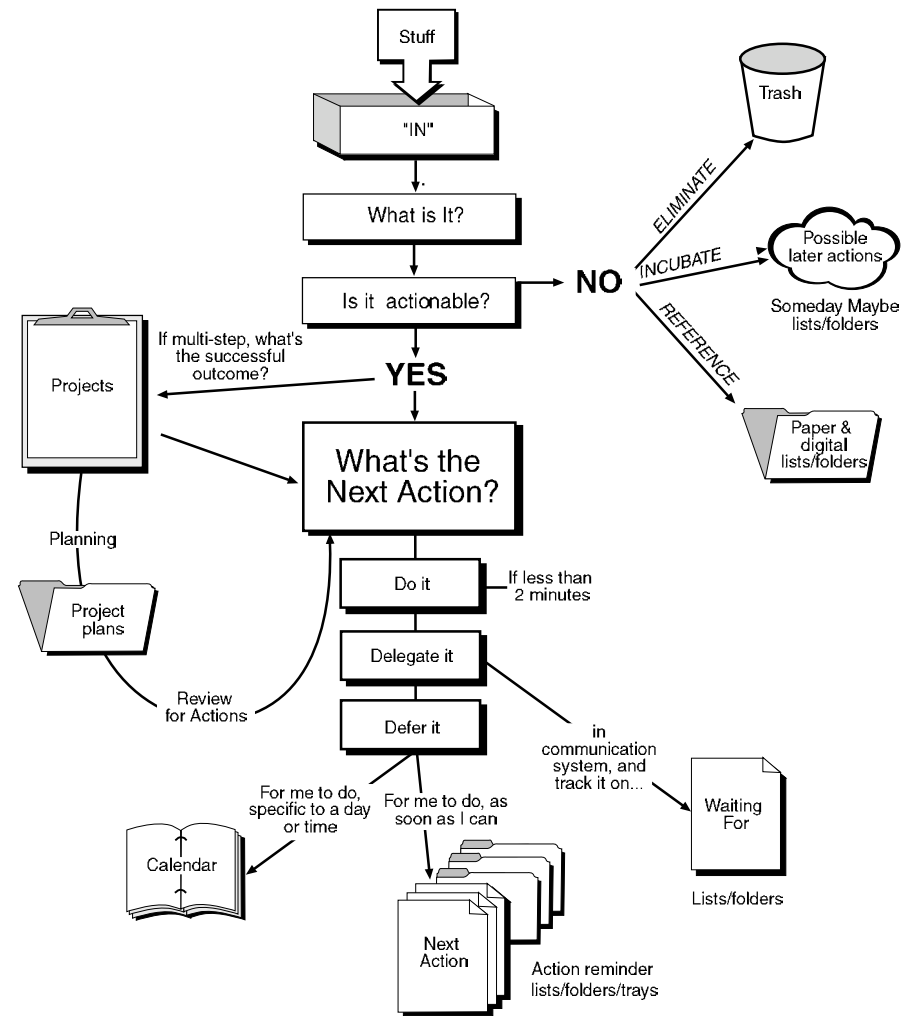 Stuff
"IN"
What is It?
Is it actionable?
NO
ELIMINATE
Trash
INCUBATE
Possible
later actions
Someday Maybe
lists/folders
REFERENCE
Paper &
digital
lists/folders
YES
If multi-step, what's
the successful
outcome?
Projects
Planning
Project
plans
Review
for Actions
What's the
Next Action?
Do it
If less than
2 minutes
Delegate it
in
communication
system, and
track it on...
Waiting
For
Lists/folders
Defer it
For me to do,
specific to a day
or time
Calendar
For me to do, as
soon as I can
Next
Action
Action reminder
lists/folders/trays